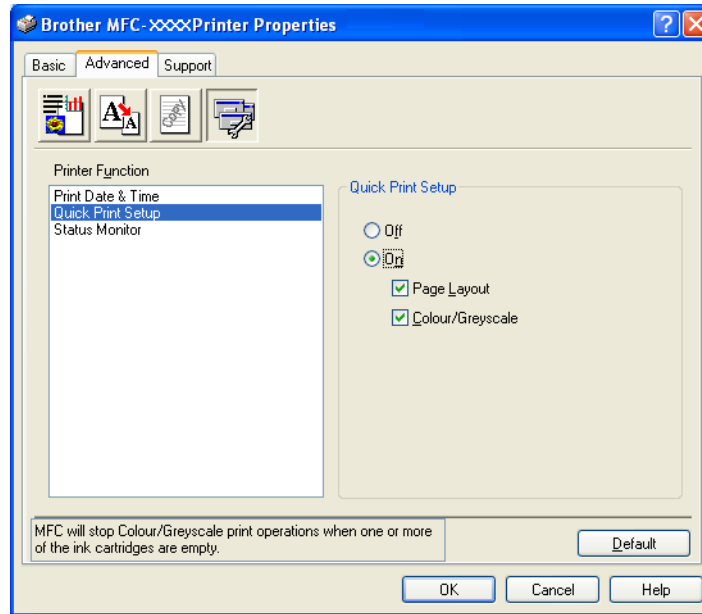 Brother MFC-XXXXPrinter Properties
Basic
Advanced
Support
Printer Function
Print Date & Time
Quick Print Setup
Status Monitor
Quick Print Setup
Off
On
Page Layout
Colour/Greyscale
MFC will stop Colour/Greyscale print operations when one or more
of the ink cartridges are empty.
Default
OK
Cancel
Help